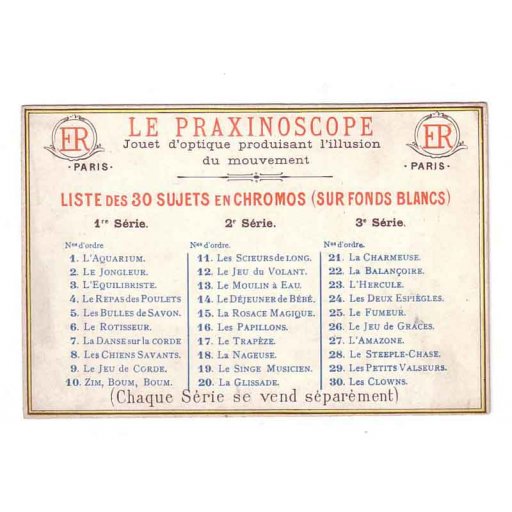 ER
PARIS
LE PRAXINOSCOPE
Jouet d'optique produisant l'illusion
du mouvement
ER
PARIS
LISTE DES 30 SUJETS EN CHROMOS (SUR FONDS BLANCS)
1re Série.
Nos d'ordre
1. L'AQUARIUM.
2. LE JONGLEUR.
3. L'EQUILIBRISTE.
4. LE REPAS DES POULETS
5. LES BULLES DE SAVON.
6. LE ROTISSEUR.
7. LA DANSE SUR LA CORDE
8. LES CHIENS SAVANTS.
9. LE JEU DE CORDE.
10. ZIM, BOUM, BOUM.
2e Série.
Nos d'ordre.
11. LES SCIEURS DE LONG.
12. LE JEU DU VOLANT.
13. LE MOULIN À EAU.
14. LE DÉJEUNER DE BÉBÉ.
15. LA ROSACE MAGIQUE.
16. LES PAPILLONS.
17. LE TRAPÈZE.
18. LA NAGEUSE.
19. LE SINGE MUSICIEN.
20. LA GLISSADE.
3e Série.
Nos d'ordre.
21. LA CHARMEUSE.
22. LA BALANÇOIRE.
23. L'HERCULE.
24. LES DEUX ESPIÈGLES.
25. LE FUMEUR.
26. LE JEU DE GRÂCES.
27. L'AMAZONE.
28. LE STEEPLE-CHASE.
29. LES PETITS VALSEURS.
30. LES CLOWNS.
(Chaque Série se vend séparèment)